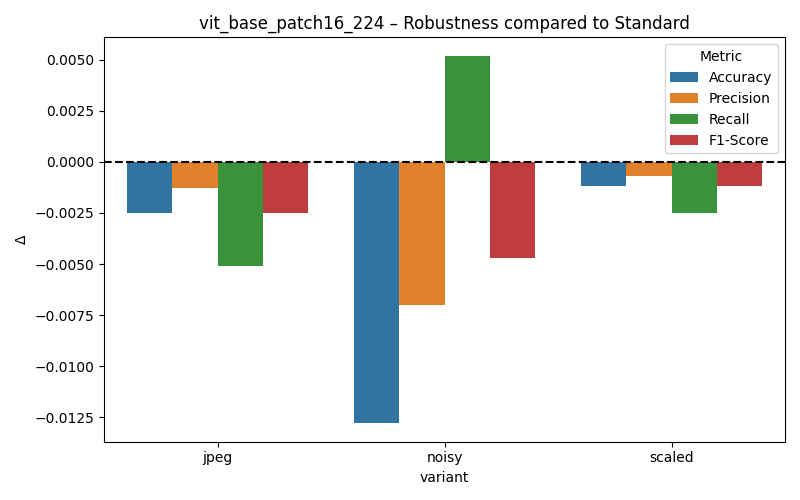 vit_base_patch16_224 – Robustness compared to Standard
Metric
Accuracy
Precision
Recall
F1-Score
0.0050
0.0025
0.0000
−0.0025
−0.0050
−0.0075
−0.0100
−0.0125
Δ
jpeg
noisy
scaled
variant